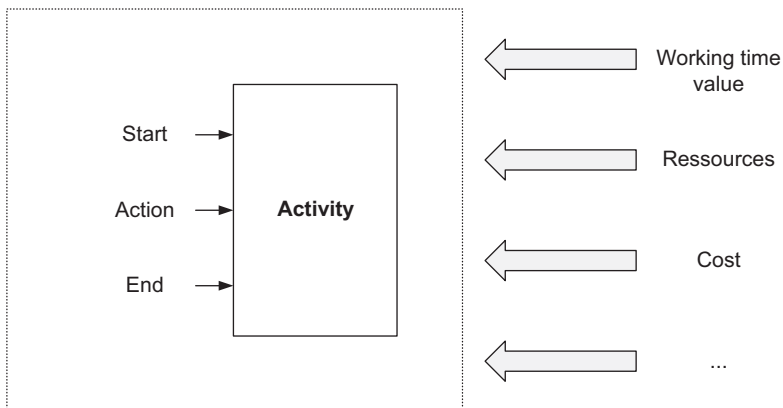 Working time
value
Start
Ressources
Action
Activity
End
Cost
...